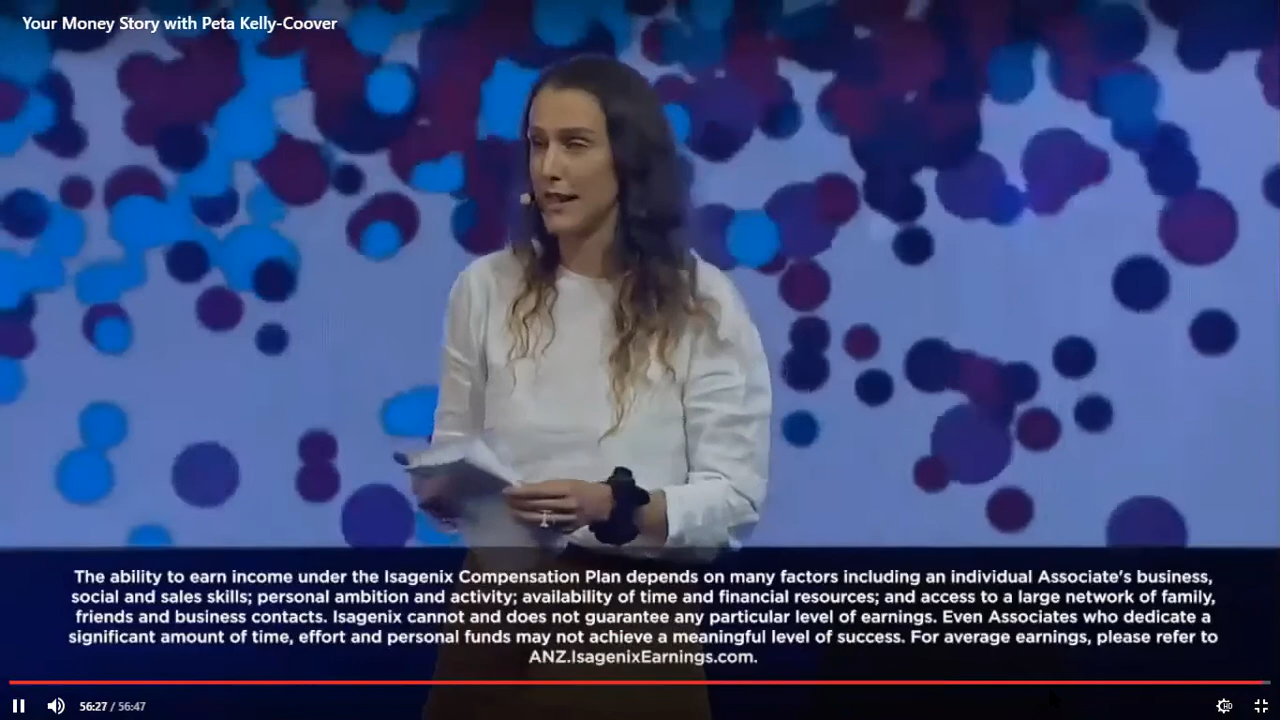 Your Money Story with Peta Kelly-Coover
The ability to earn income under the Isagenix Compensation Plan depends on many factors including an individual Associate's business,
social and sales skills; personal ambition and activity; availability of time and financial resources; and access to a large network of family,
friends and business contacts. Isagenix cannot and does not guarantee any particular level of earnings. Even Associates who dedicate a
significant amount of time, effort and personal funds may not achieve a meaningful level of success. For average earnings, please refer to
ANZ.IsagenixEarnings.com.
56:27 / 56:47
HD